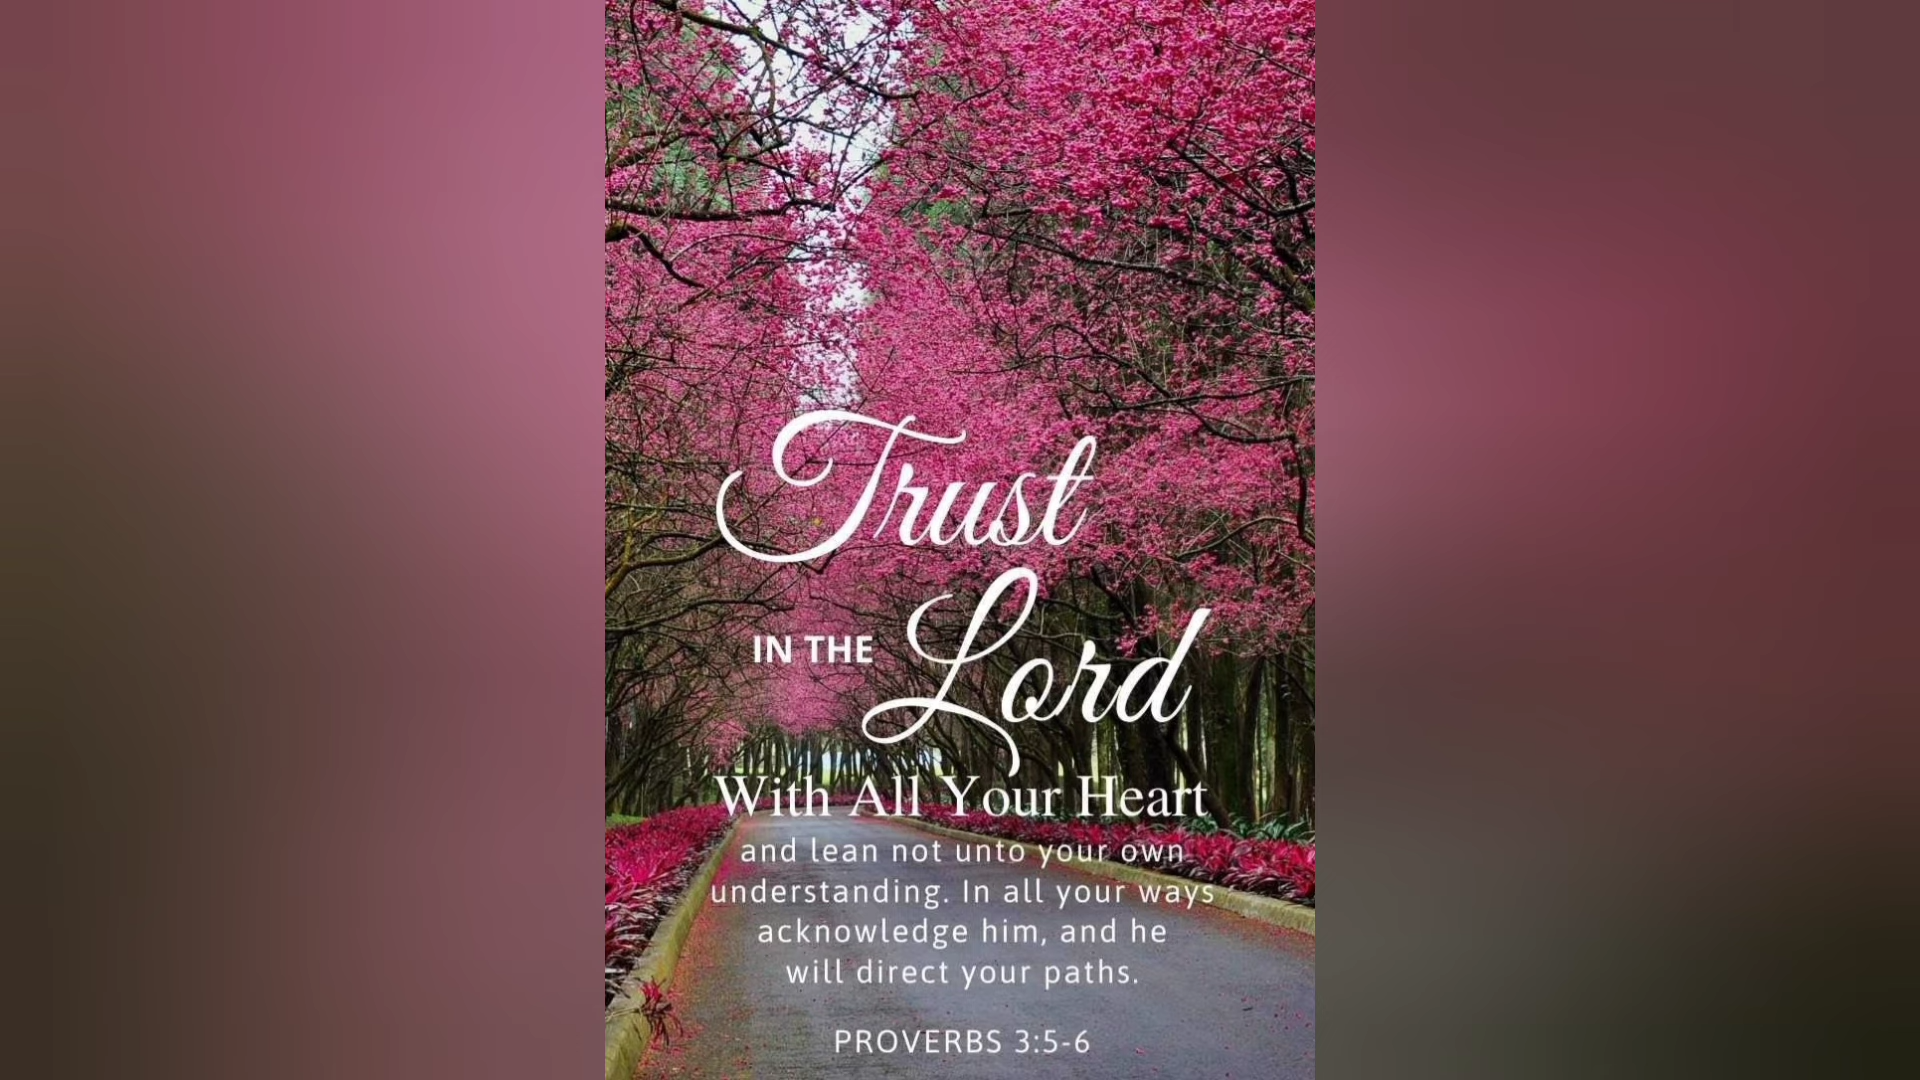 Trust
IN THE Lord
With All Your Heart
and lean not unto your own
understanding. In all your ways
acknowledge him, and he
will direct your paths.
PROVERBS 3:5-6